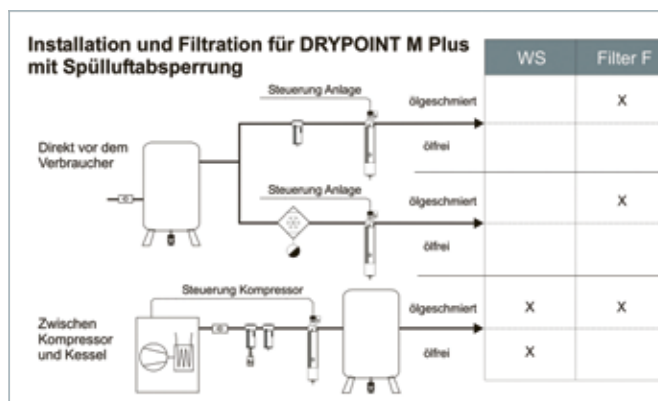 Installation und Filtration für DRYPOINT M Plus
mit Spülluftabsperrung
WS Filter F
Steuerung Anlage
ölgeschmiert X
Direkt vor dem
Verbraucher
ölfrei
Steuerung Anlage
ölgeschmiert X
ölfrei
Steuerung Kompressor
ölgeschmiert X X
Zwischen
Kompressor
und Kessel
ölfrei X